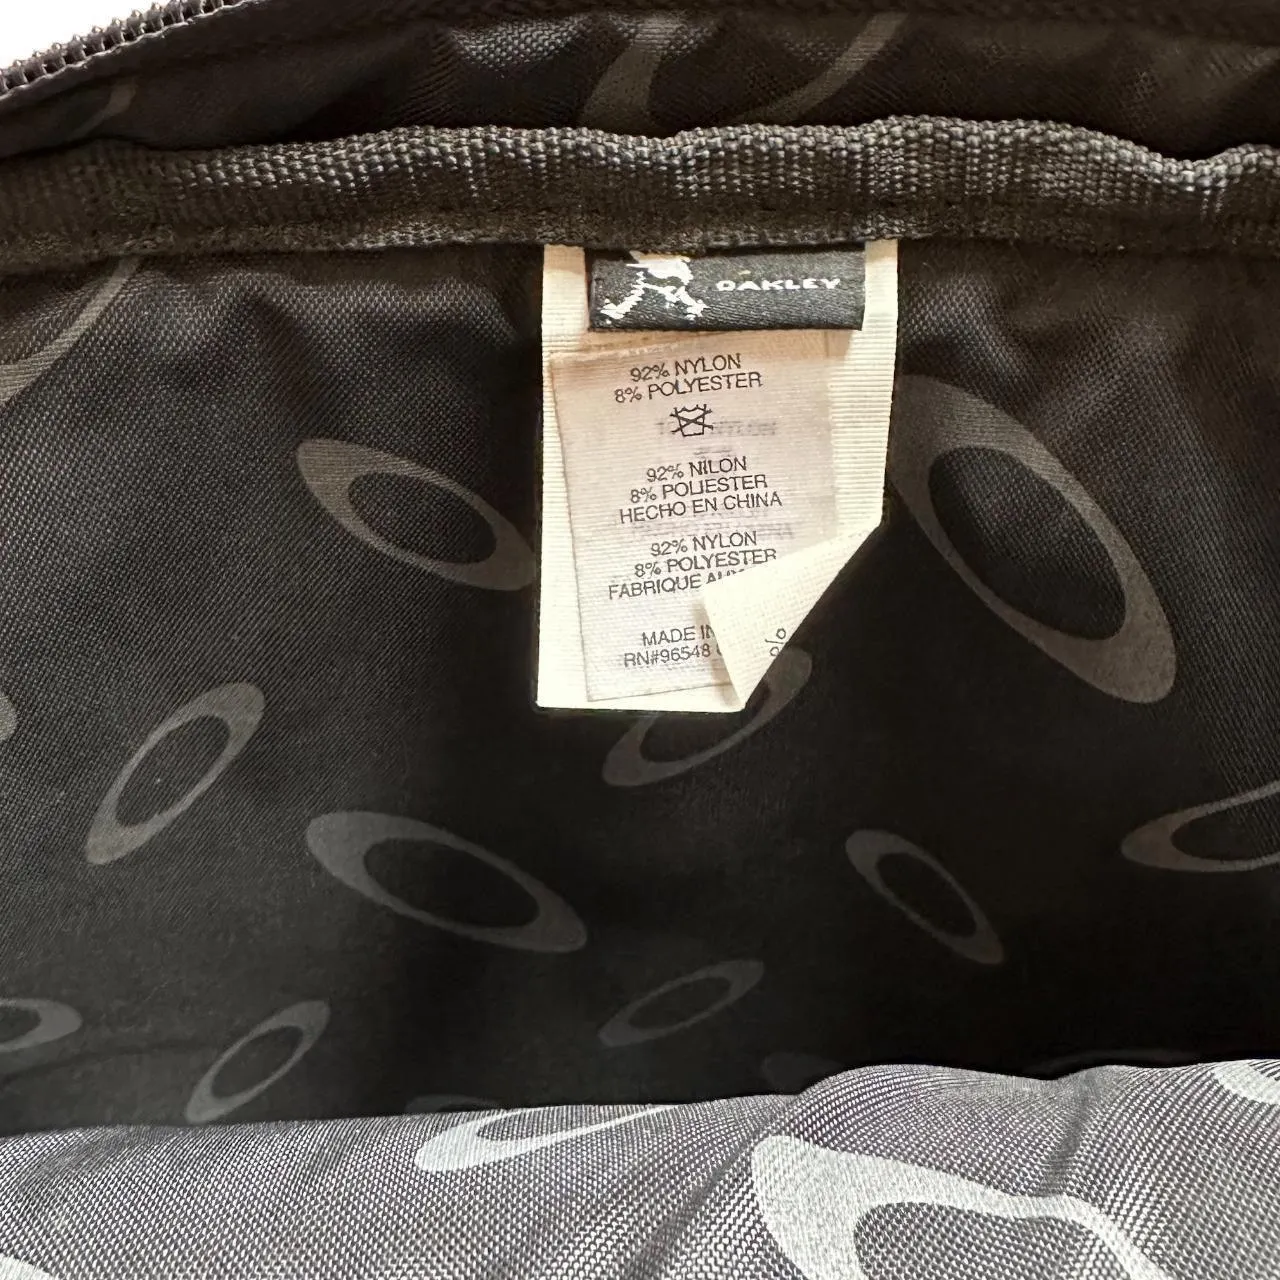 OAKLEY
92% NYLON
8% POLYESTER
92% NILON
8% POLIESTER
HECHO EN CHINA
92% NYLON
8% POLYESTER
FABRIQUE
MADE IN
RN#96548
%